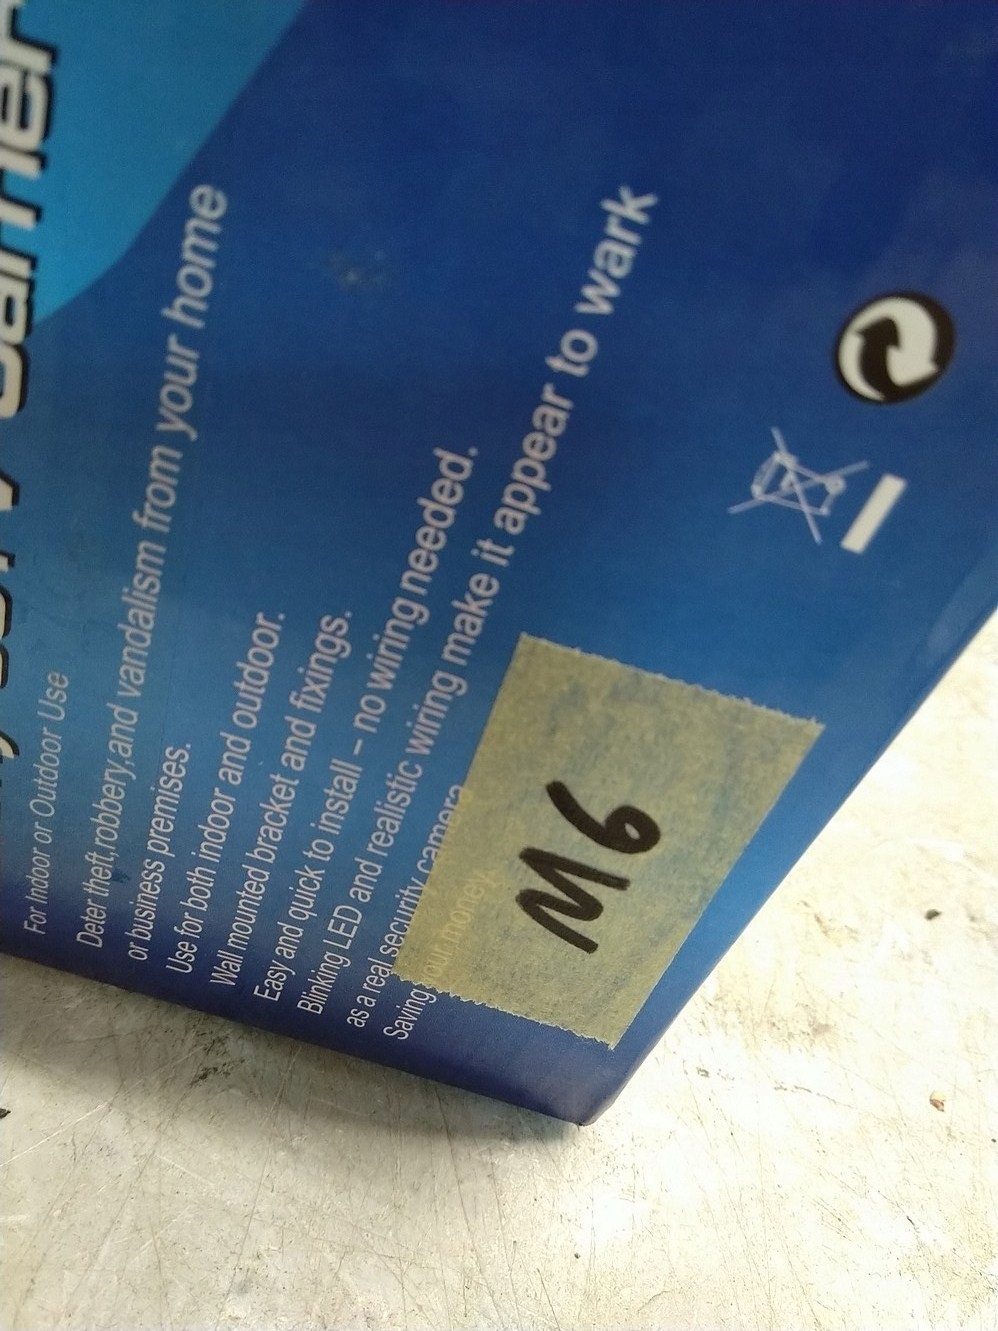 For Indoor or Outdoor Use
Deter theft,robbery,and vandalism from your home
or business premises.
Use for both indoor and outdoor.
Wall mounted bracket and fixings.
Easy and quick to install – no wiring needed.
Blinking LED and realistic wiring make it appear to wark
as a real security camera
Saving your money.
M6